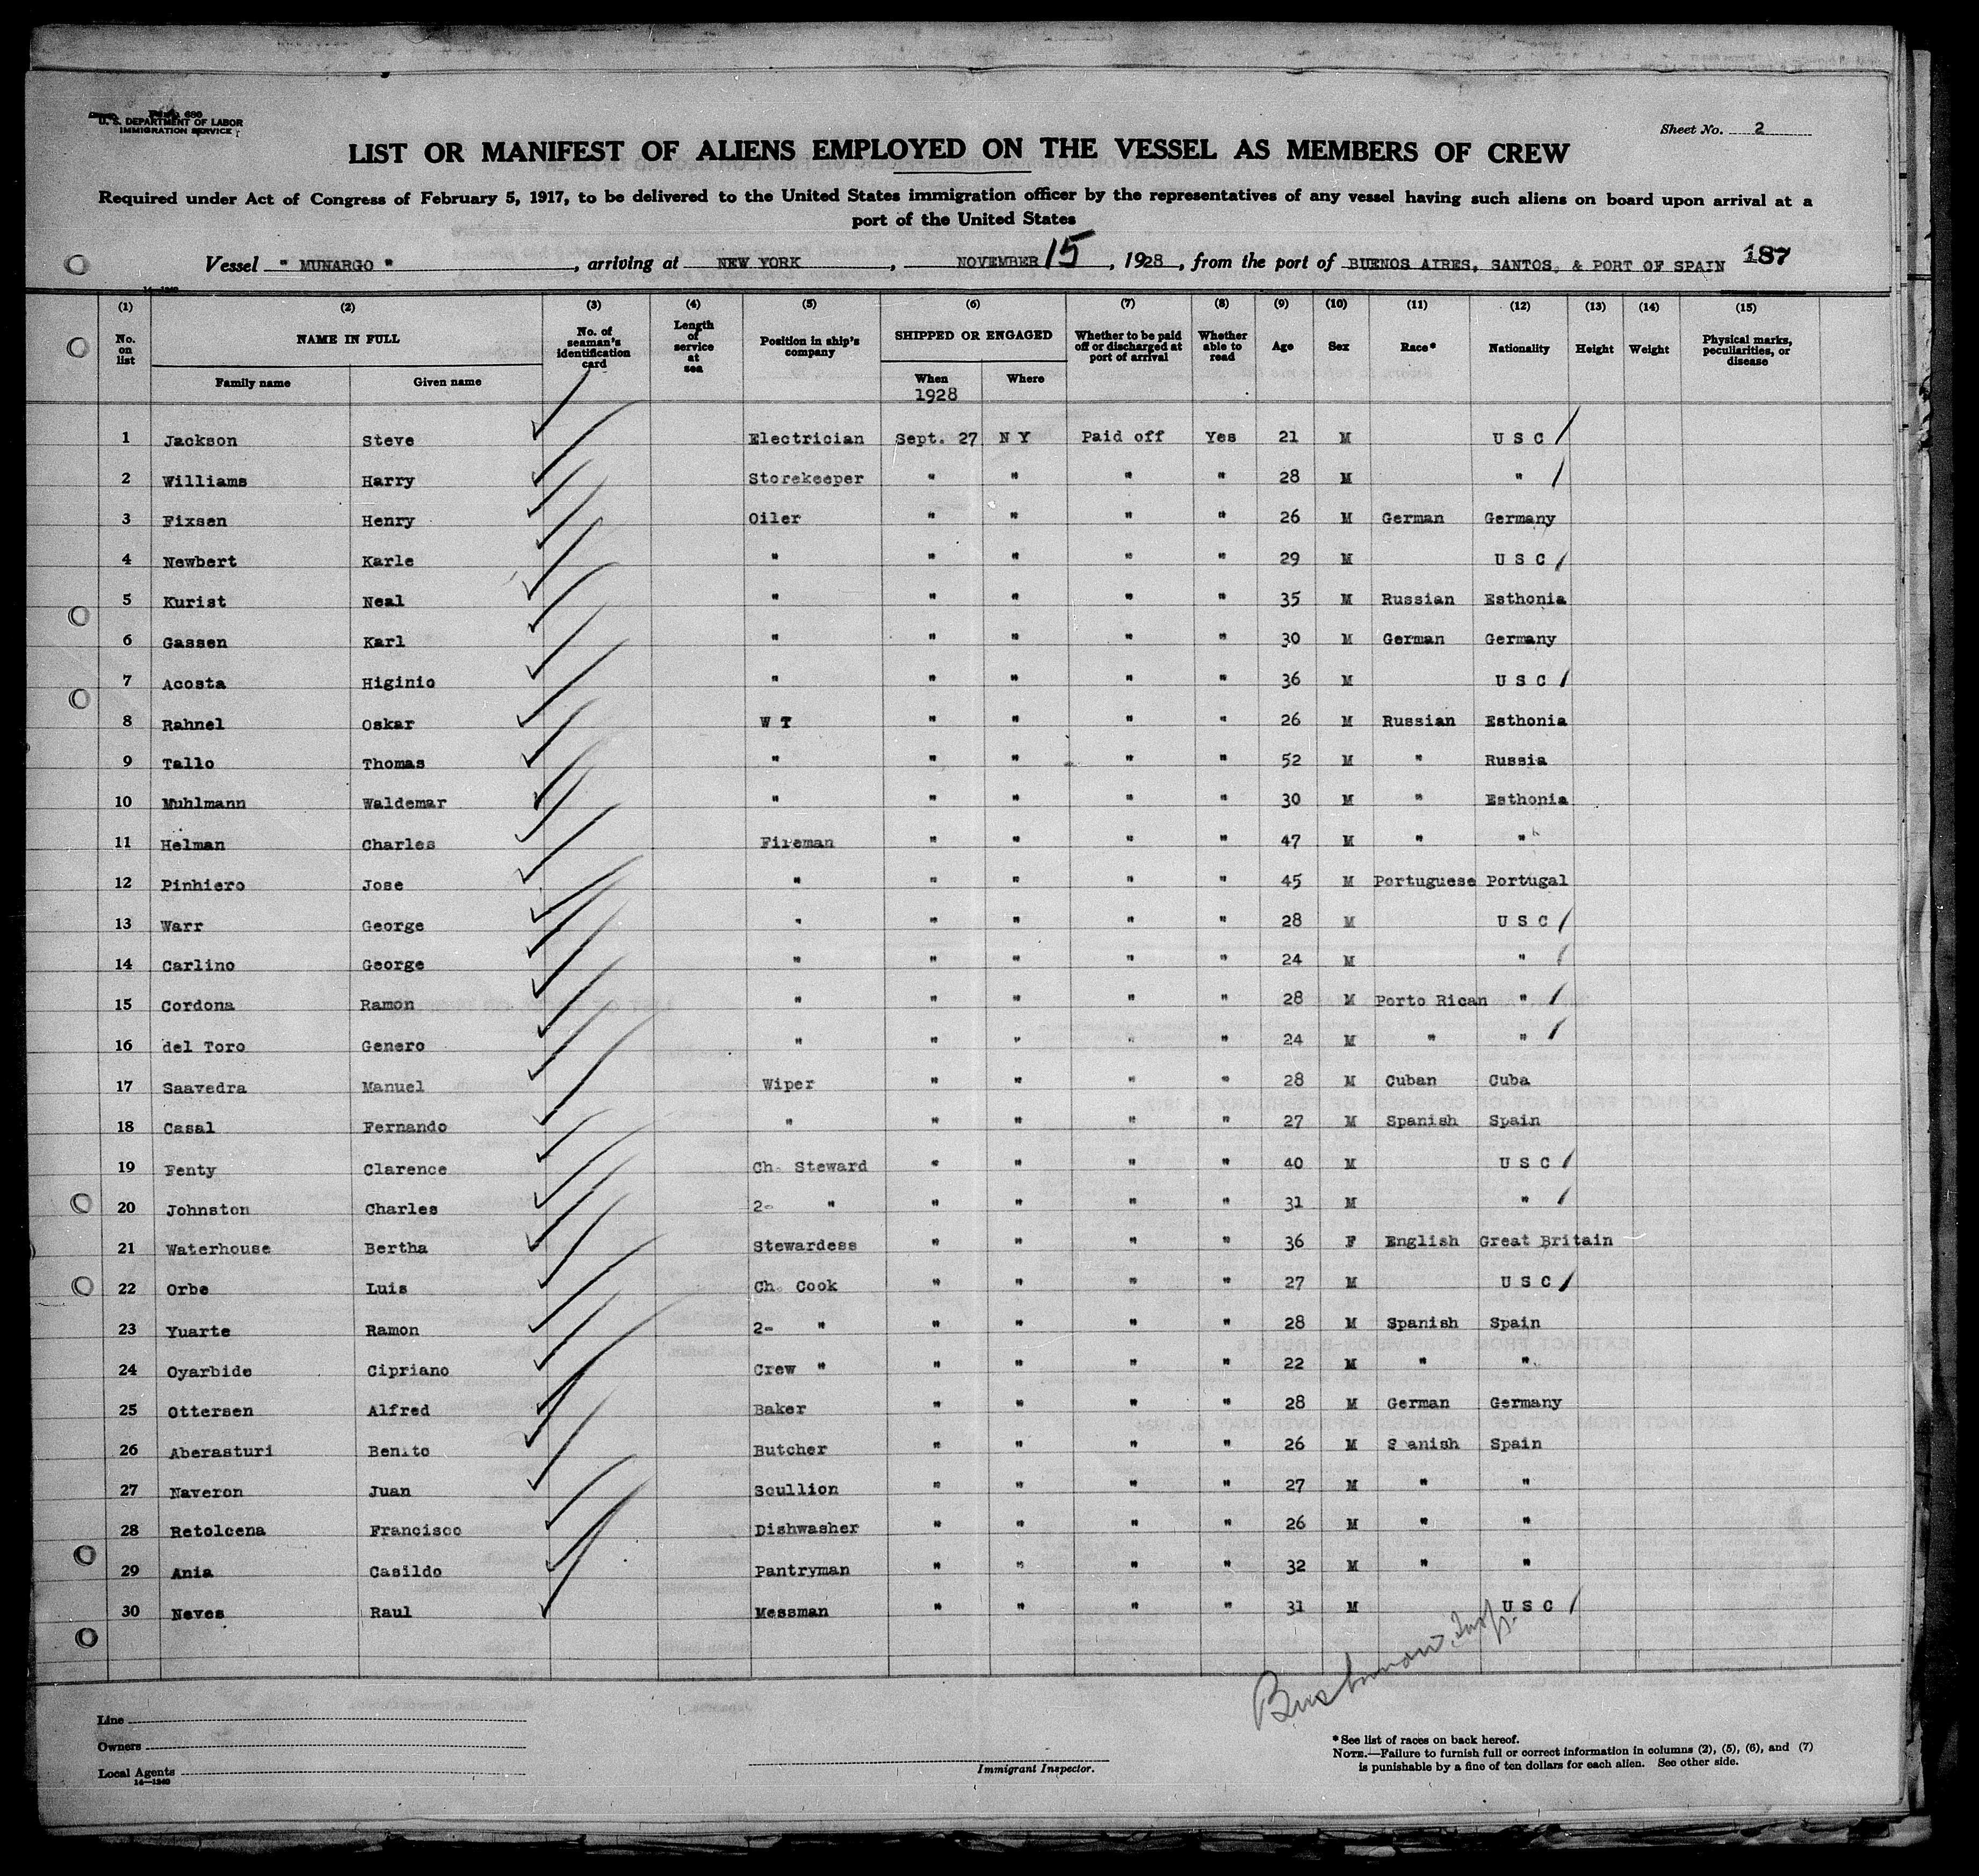 Form 680
U. S. DEPARTMENT OF LABOR
IMMIGRATION SERVICE
Sheet No. 2
LIST OR MANIFEST OF ALIENS EMPLOYED ON THE VESSEL AS MEMBERS OF CREW
Required under Act of Congress of February 5, 1917, to be delivered to the United States immigration officer by the representatives of any vessel having such aliens on board upon arrival at a
port of the United States
Vessel " MUNARGO ", arriving at NEW YORK, NOVEMBER 15, 1928, from the port of BUENOS AIRES, SANTOS, & PORT OF SPAIN 187
14—1240
(1) (2) (3) (4) (5) (6) (7) (8) (9) (10) (11) (12) (13) (14) (15)
No. on list NAME IN FULL Family name Given name No. of seaman's identification card Length of service at sea Position in ship's company SHIPPED OR ENGAGED When 1928 Where Whether to be paid off or discharged at port of arrival Whether able to read Age Sex Race* Nationality Height Weight Physical marks, peculiarities, or disease
1 Jackson Steve Electrician Sept. 27 N Y Paid off Yes 21 M U S C
2 Williams Harry Storekeeper " " " " 28 M "
3 Fixsen Henry Oiler " " " " 26 M German Germany
4 Newbert Karle " " " " " 29 M U S C
5 Kurist Neal " " " " " 35 M Russian Esthonia
6 Gassen Karl " " " " " 30 M German Germany
7 Acosta Higinio " " " " " 36 M U S C
8 Rahnel Oskar W T " " " " 26 M Russian Esthonia
9 Tallo Thomas " " " " " 52 M " Russia
10 Muhlmann Waldemar " " " " " 30 M " Esthonia
11 Helman Charles Fireman " " " " 47 M " "
12 Pinhiero Jose " " " " " 45 M Portuguese Portugal
13 Warr George " " " " " 28 M U S C
14 Carlino George " " " " " 24 M "
15 Cordona Ramon " " " " " 28 M Porto Rican "
16 del Toro Genero " " " " " 24 M " "
17 Saavedra Manuel Wiper " " " " 28 M Cuban Cuba
18 Casal Fernando " " " " " 27 M Spanish Spain
19 Fenty Clarence Ch. Steward " " " " 40 M U S C
20 Johnston Charles 2- " " " " " 31 M "
21 Waterhouse Bertha Stewardess " " " " 36 F English Great Britain
22 Orbe Luis Ch. Cook " " " " 27 M U S C
23 Yuarte Ramon 2- " " " " " 28 M Spanish Spain
24 Oyarbide Cipriano Crew " " " " " 22 M " "
25 Ottersen Alfred Baker " " " " 28 M German Germany
26 Aberasturi Benito Butcher " " " " 26 M S anish Spain
27 Naveron Juan Scullion " " " " 27 M " "
28 Retolcena Francisco Dishwasher " " " " 26 M " "
29 Ania Casildo Pantryman " " " " 32 M " "
30 Neves Raul Messman " " " " 31 M U S C
Line
Owners
Local Agents
14—1240
Immigrant Inspector.
*See list of races on back hereof.
NOTE.—Failure to furnish full or correct information in columns (2), (5), (6), and (7)
is punishable by a fine of ten dollars for each alien. See other side.